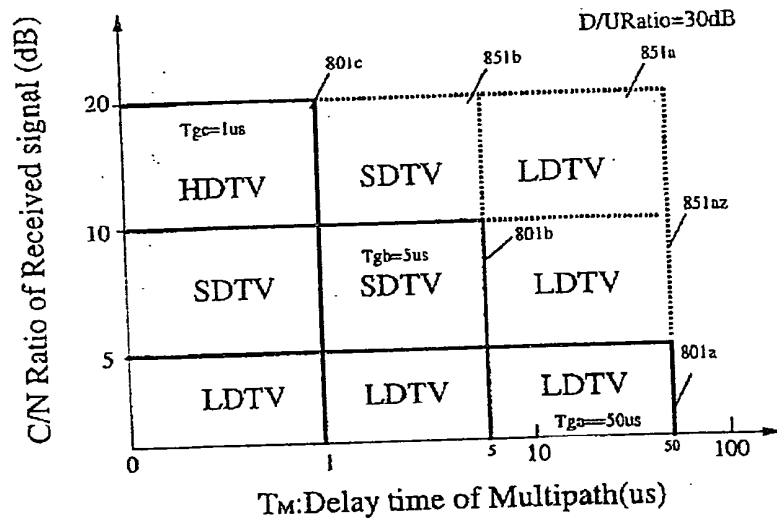 D/URatio=30dB
801c
851b
851a
C/N Ratio of Received signal (dB)
20
Tgc=1us
HDTV
SDTV
LDTV
851az
10
801b
Tgb=5us
SDTV
SDTV
LDTV
5
801a
LDTV
LDTV
LDTV
Tga=50us
0
1
5
10
50
100
TM:Delay time of Multipath(us)